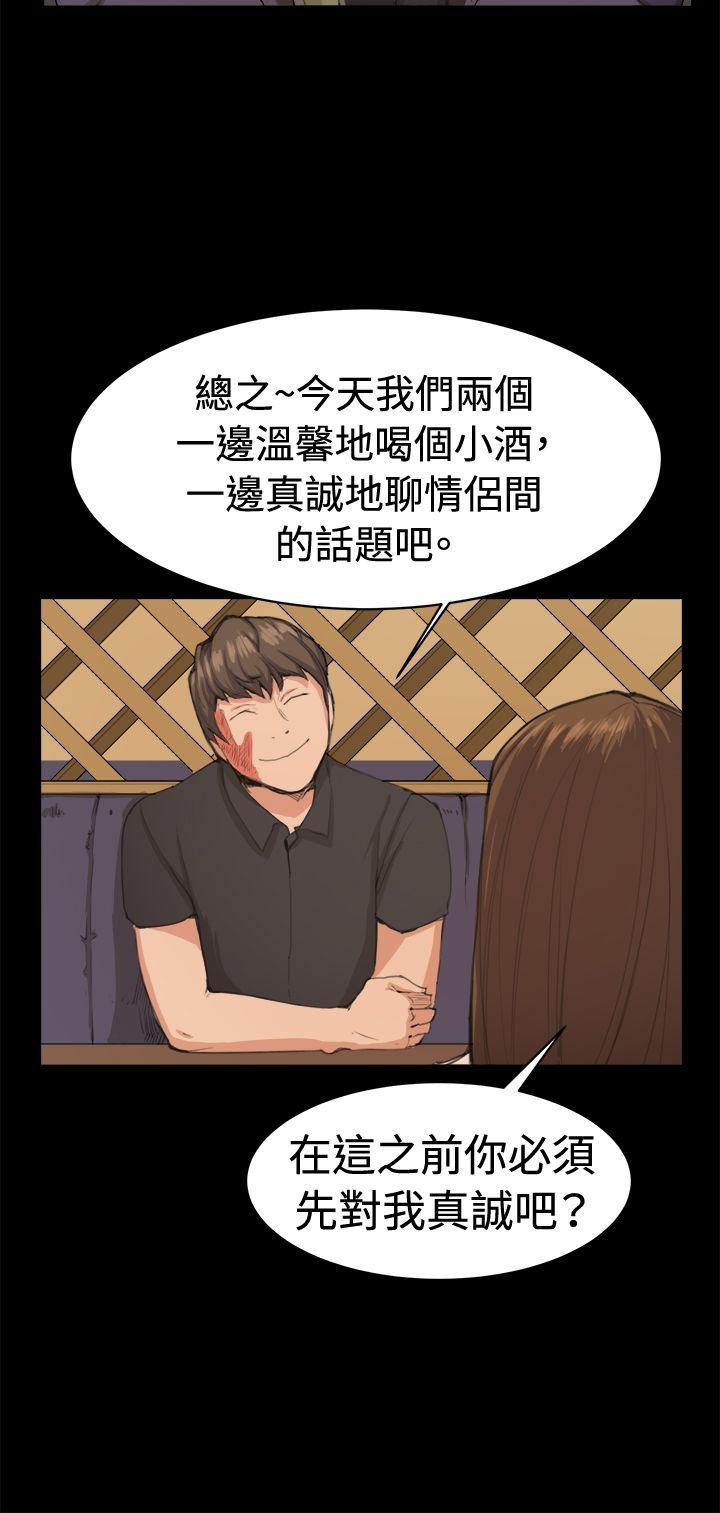 總之~今天我們兩個
一邊溫馨地喝個小酒，
一邊真誠地聊情侶間
的話題吧。
在這之前你必須
先對我真誠吧？